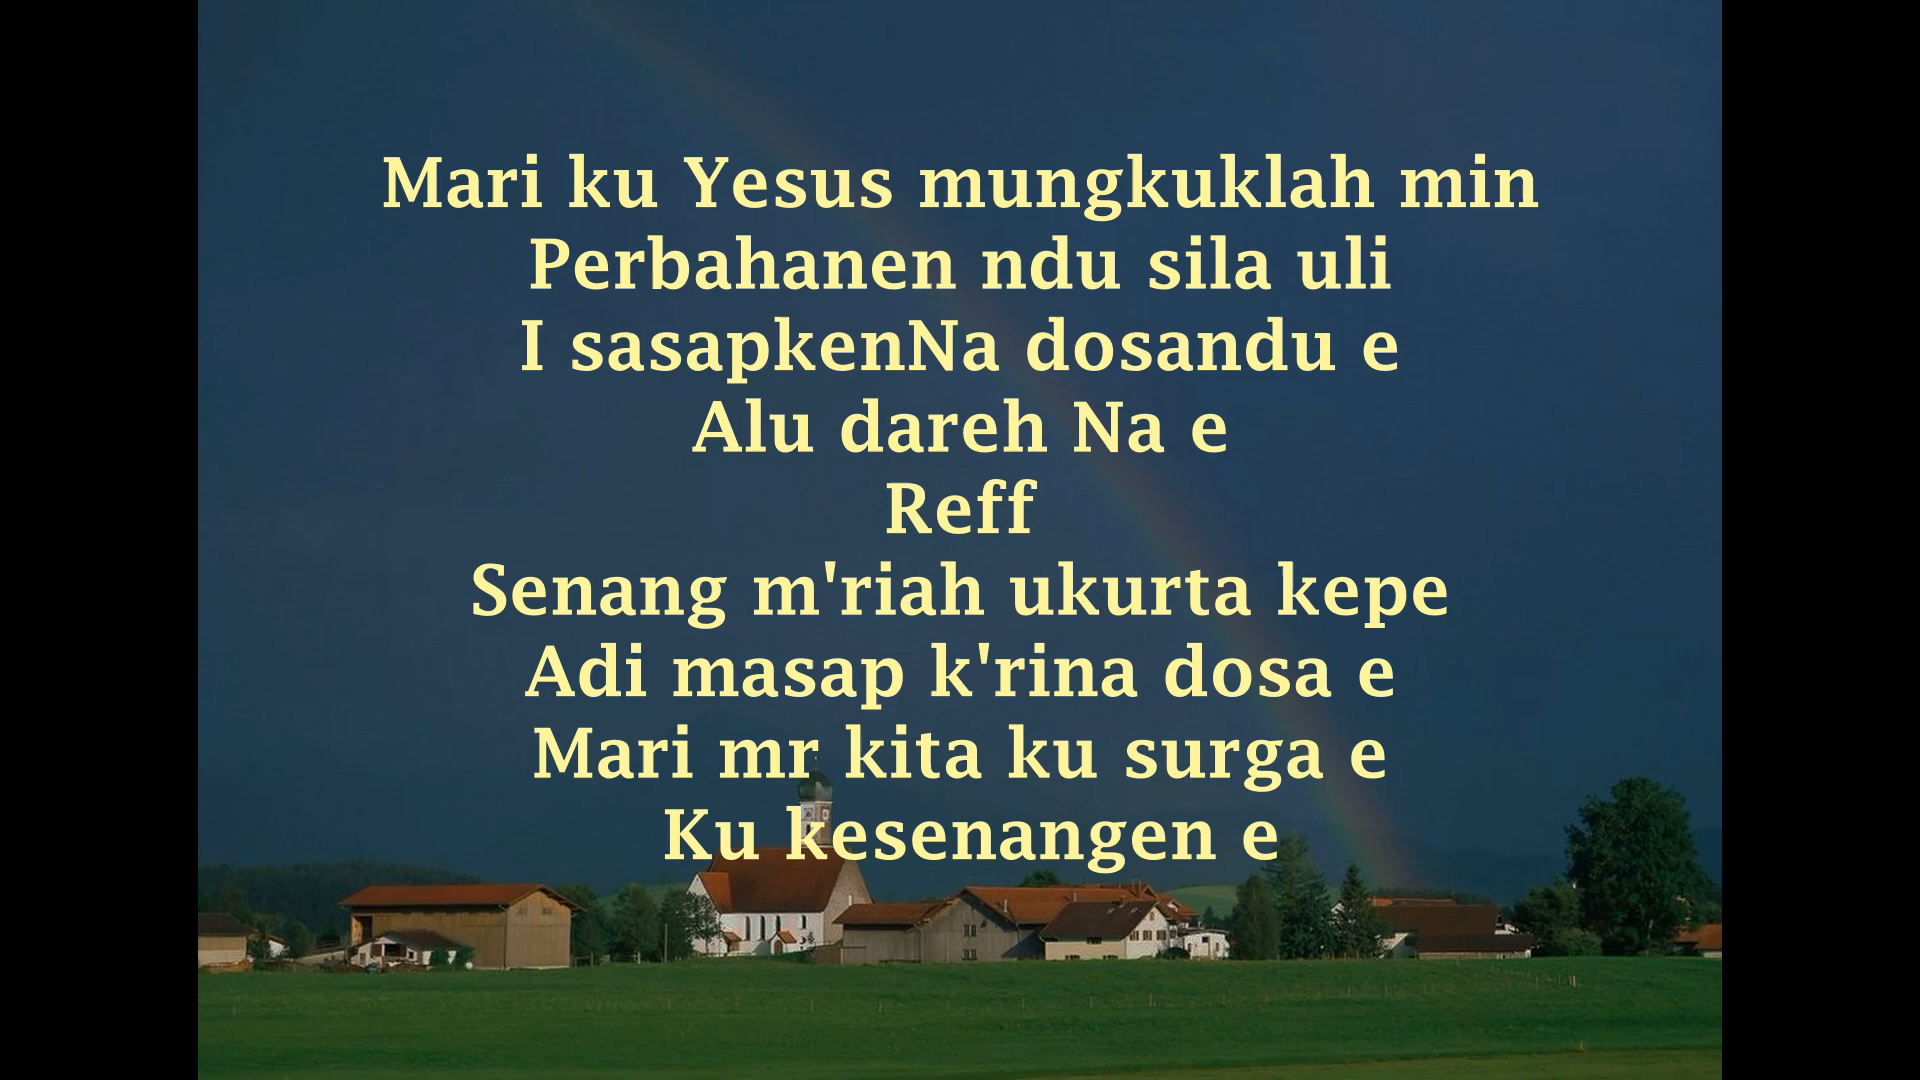 Mari ku Yesus mungkuklah min
Perbahanen ndu sila uli
I sasapkenNa dosandu e
Alu dareh Na e
Reff
Senang m'riah ukurta kepe
Adi masap k'rina dosa e
Mari mr kita ku surga e
Ku kesenangen e